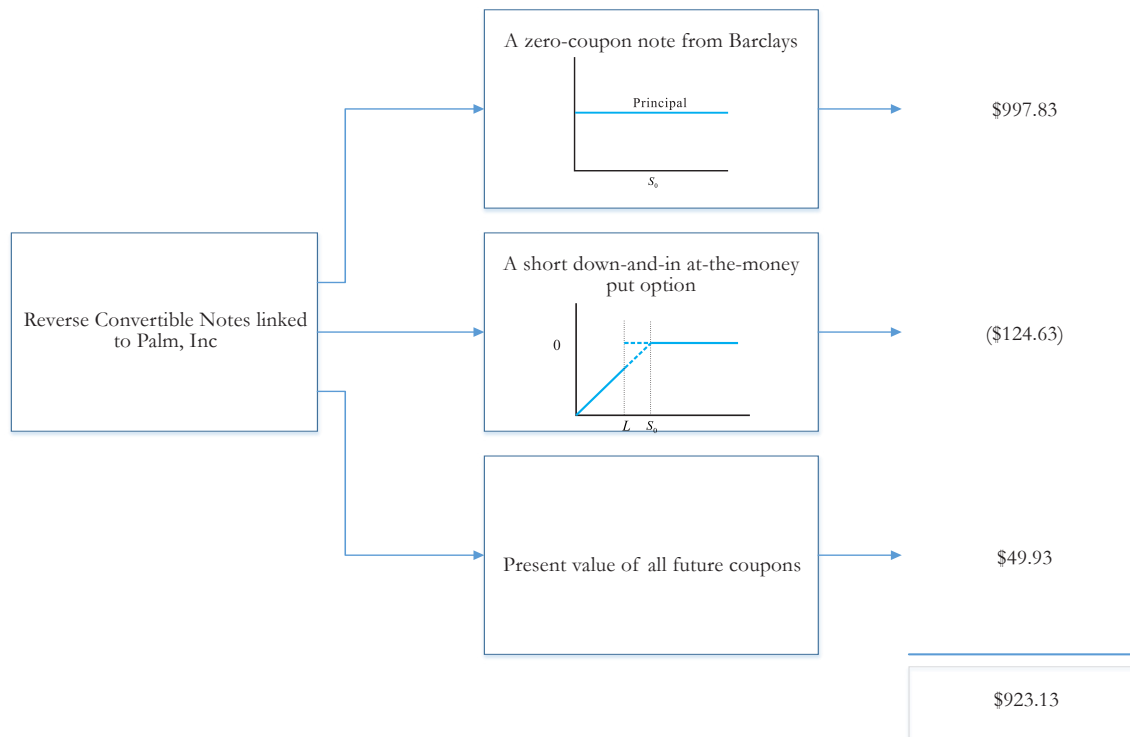 A zero-coupon note from Barclays
Principal
S₀
$997.83
Reverse Convertible Notes linked
to Palm, Inc
A short down-and-in at-the-money
put option
0
L S₀
($124.63)
Present value of all future coupons
$49.93
$923.13